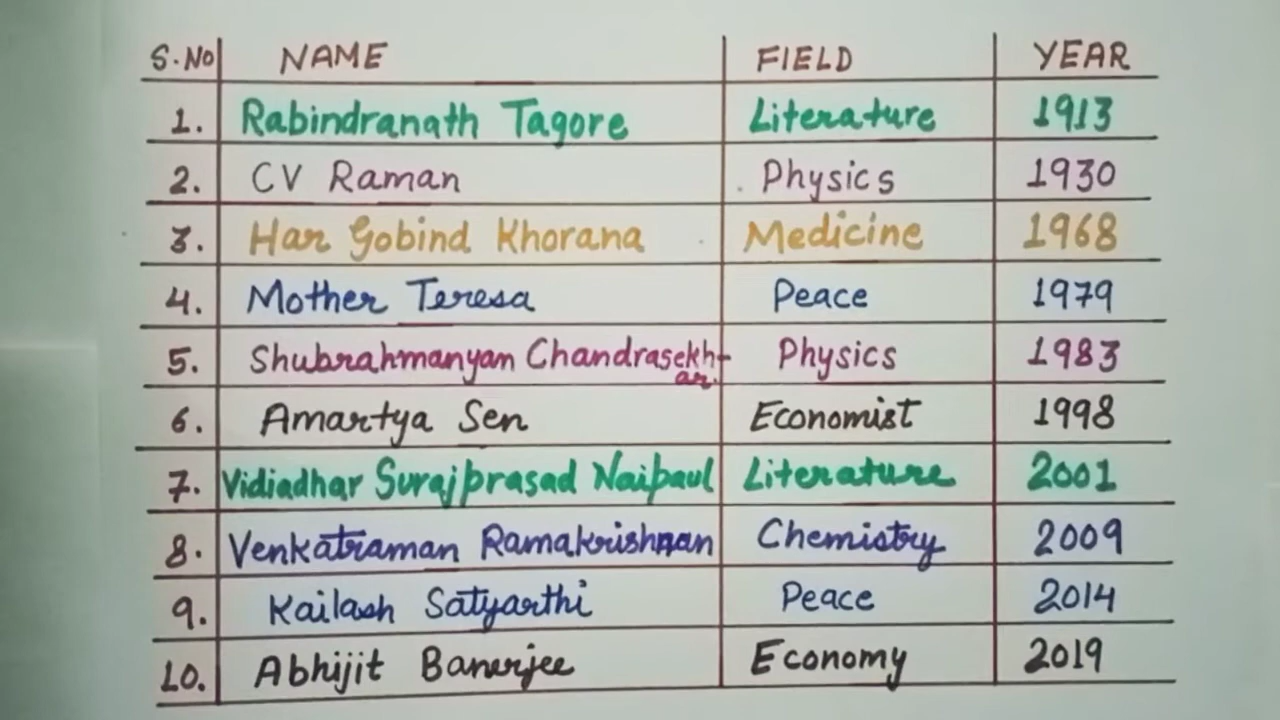 S.No NAME FIELD YEAR
1. Rabindranath Tagore Literature 1913
2. CV Raman Physics 1930
3. Har Gobind Khorana Medicine 1968
4. Mother Teresa Peace 1979
5. Shubrahmanyan Chandrasekh- Physics 1983
ar.
6. Amartya Sen Economist 1998
7. Vidiadhar Surajprasad Naipaul Literature 2001
8. Venkatraman Ramakrishnan Chemistry 2009
9. Kailash Satyarthi Peace 2014
10. Abhijit Banerjee Economy 2019